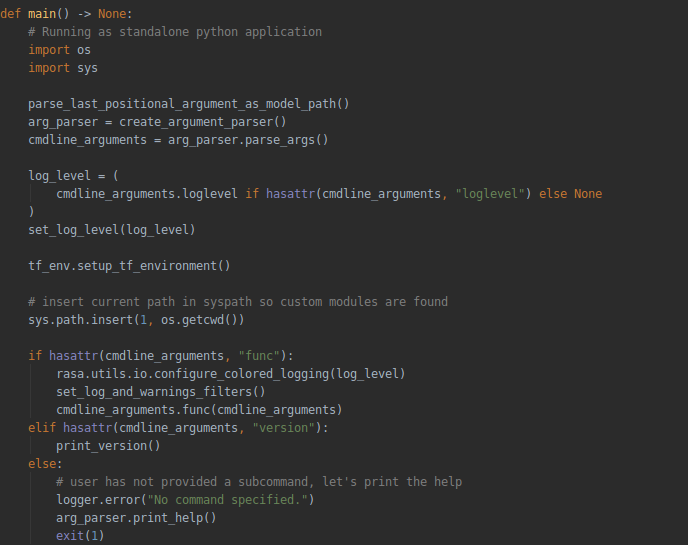 def main() -> None:
    # Running as standalone python application
    import os
    import sys

    parse_last_positional_argument_as_model_path()
    arg_parser = create_argument_parser()
    cmdline_arguments = arg_parser.parse_args()

    log_level = (
        cmdline_arguments.loglevel if hasattr(cmdline_arguments, "loglevel") else None
    )
    set_log_level(log_level)

    tf_env.setup_tf_environment()

    # insert current path in syspath so custom modules are found
    sys.path.insert(1, os.getcwd())

    if hasattr(cmdline_arguments, "func"):
        rasa.utils.io.configure_colored_logging(log_level)
        set_log_and_warnings_filters()
        cmdline_arguments.func(cmdline_arguments)
    elif hasattr(cmdline_arguments, "version"):
        print_version()
    else:
        # user has not provided a subcommand, let's print the help
        logger.error("No command specified.")
        arg_parser.print_help()
        exit(1)